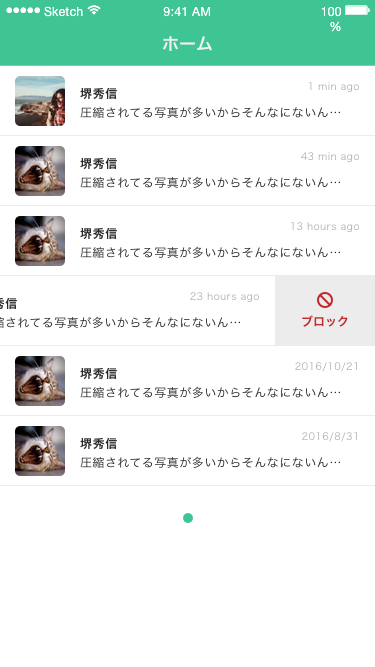 Sketch 9:41 AM 100
%
ホーム
1 min ago
堺秀信
圧縮されてる写真が多いからそんなにないん…
43 min ago
堺秀信
圧縮されてる写真が多いからそんなにないん…
13 hours ago
堺秀信
圧縮されてる写真が多いからそんなにないん…
23 hours ago
秀信
されてる写真が多いからそんなにないん…
ブロック
2016/10/21
堺秀信
圧縮されてる写真が多いからそんなにないん…
2016/8/31
堺秀信
圧縮されてる写真が多いからそんなにないん…